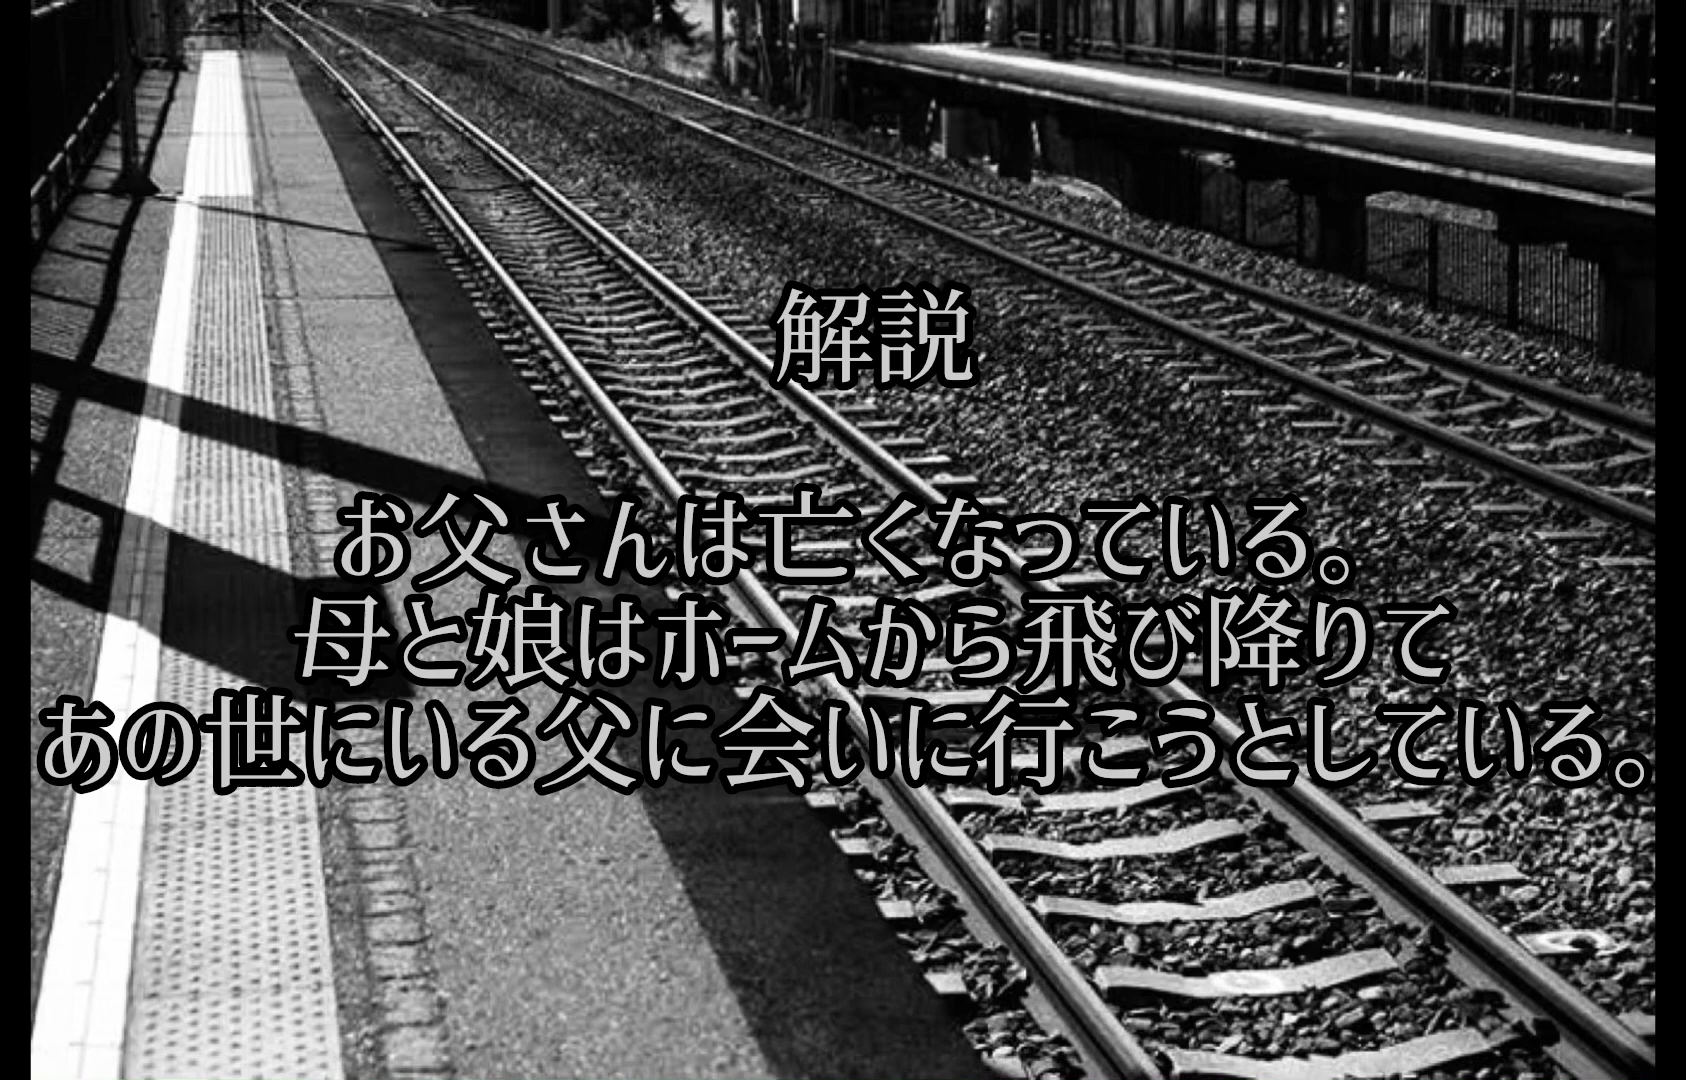 解説
お父さんは亡くなっている。
母と娘はホームから飛び降りて
あの世にいる父に会いに行こうとしている。